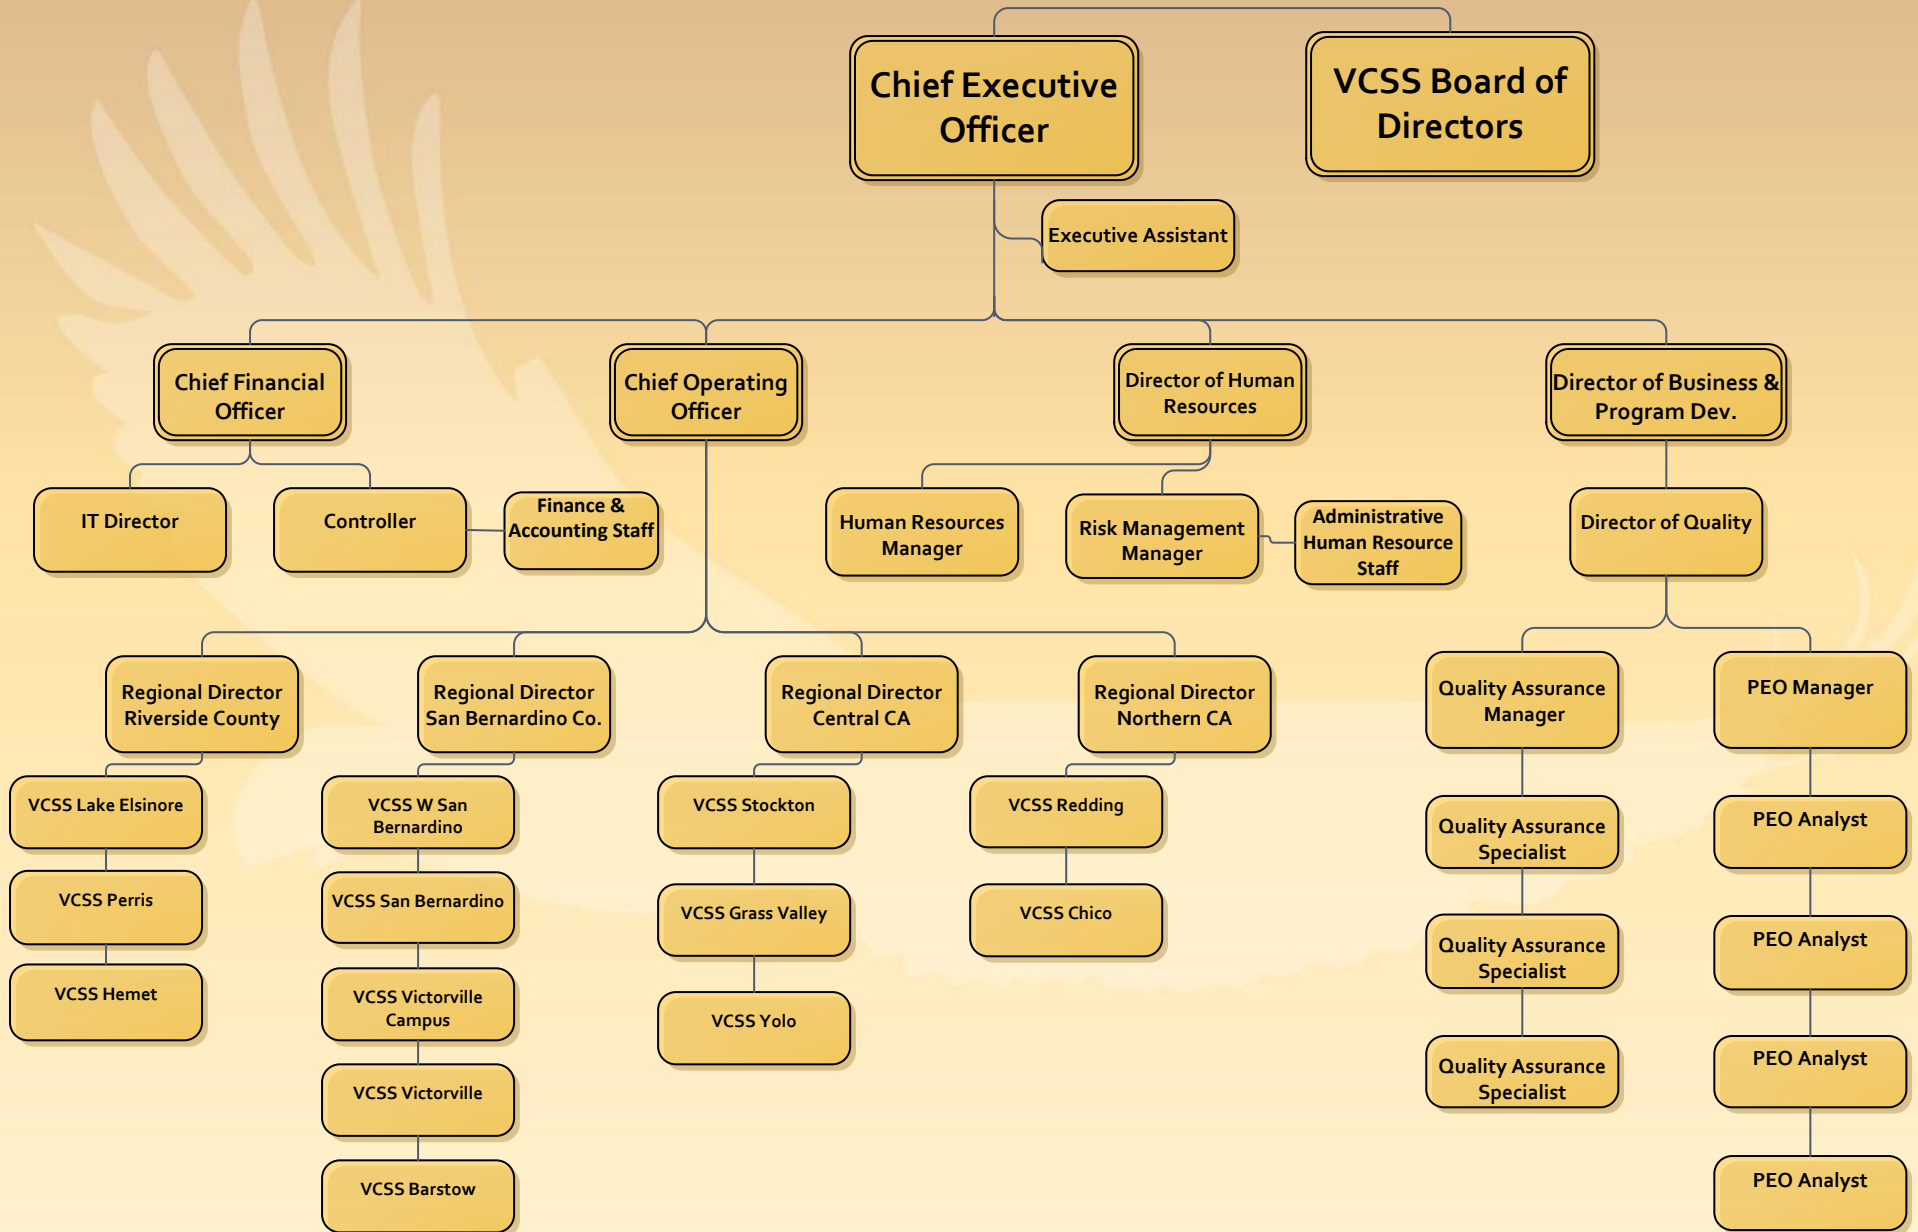 Chief Executive
Officer
VCSS Board of
Directors
Executive Assistant
Chief Financial
Officer
Chief Operating
Officer
Director of Human
Resources
Director of Business &
Program Dev.
IT Director
Controller
Finance &
Accounting Staff
Human Resources
Manager
Risk Management
Manager
Administrative
Human Resource
Staff
Director of Quality
Regional Director
Riverside County
Regional Director
San Bernardino Co.
Regional Director
Central CA
Regional Director
Northern CA
Quality Assurance
Manager
PEO Manager
VCSS Lake Elsinore
VCSS W San
Bernardino
VCSS Stockton
VCSS Redding
Quality Assurance
Specialist
PEO Analyst
VCSS Perris
VCSS San Bernardino
VCSS Grass Valley
VCSS Chico
Quality Assurance
Specialist
PEO Analyst
VCSS Hemet
VCSS Victorville
Campus
VCSS Yolo
Quality Assurance
Specialist
PEO Analyst
VCSS Victorville
VCSS Barstow
PEO Analyst